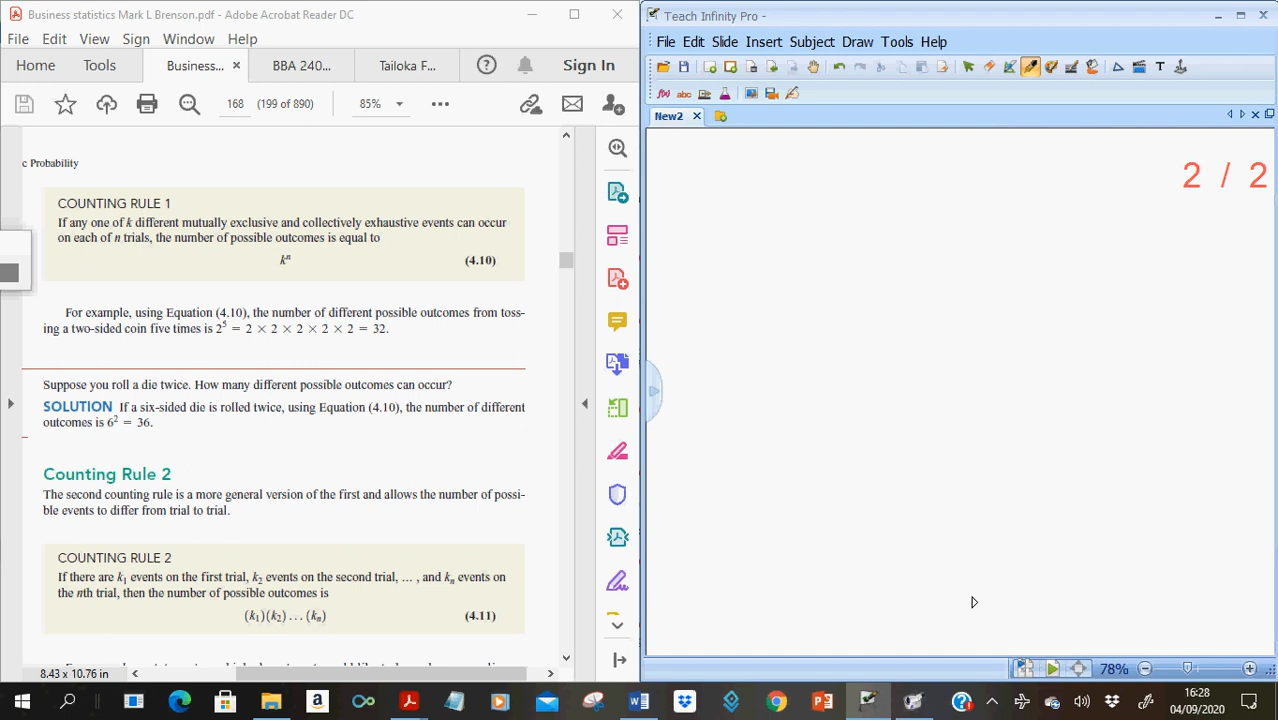 Business statistics Mark L Brenson.pdf - Adobe Acrobat Reader DC
File Edit View Sign Window Help
Home Tools Business... BBA 240... Tailoka F... Sign In
168 (199 of 890) 85%
c Probability
COUNTING RULE 1
If any one of k different mutually exclusive and collectively exhaustive events can occur
on each of n trials, the number of possible outcomes is equal to
kⁿ (4.10)
For example, using Equation (4.10), the number of different possible outcomes from toss-
ing a two-sided coin five times is 2⁵ = 2 × 2 × 2 × 2 × 2 = 32.
Suppose you roll a die twice. How many different possible outcomes can occur?
SOLUTION If a six-sided die is rolled twice, using Equation (4.10), the number of different
outcomes is 6² = 36.
Counting Rule 2
The second counting rule is a more general version of the first and allows the number of possi-
ble events to differ from trial to trial.
COUNTING RULE 2
If there are k₁ events on the first trial, k₂ events on the second trial, ... , and kₙ events on
the nth trial, then the number of possible outcomes is
(k₁)(k₂) . . . (kₙ) (4.11)
8.43 x 10.76 in
Teach Infinity Pro -
File Edit Slide Insert Subject Draw Tools Help
f(x) abc
New2
2 / 2
78%
16:28
04/09/2020